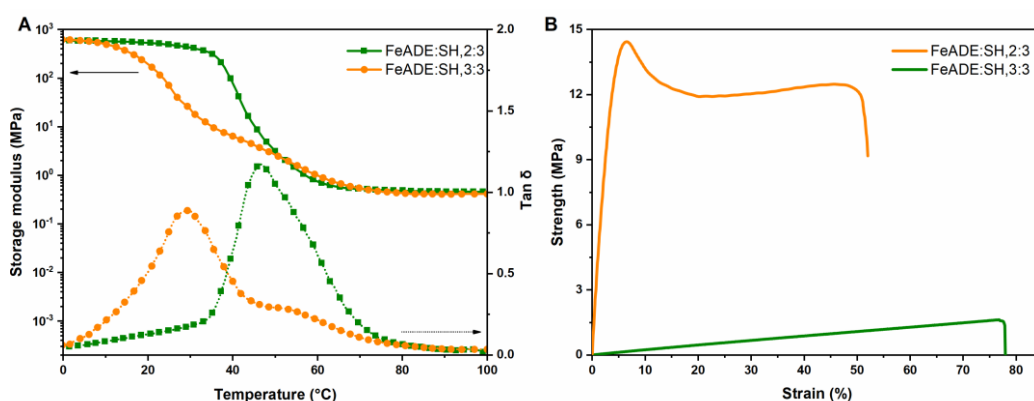 A
Storage modulus (MPa)
10³
10²
10¹
10⁰
10⁻¹
10⁻²
10⁻³
FeADE:SH,2:3
FeADE:SH,3:3
2.0
1.5
1.0
0.5
0.0
Tan δ
0 20 40 60 80 100
Temperature (°C)
B
Strength (MPa)
15
12
9
6
3
0
FeADE:SH,2:3
FeADE:SH,3:3
0 10 20 30 40 50 60 70 80
Strain (%)